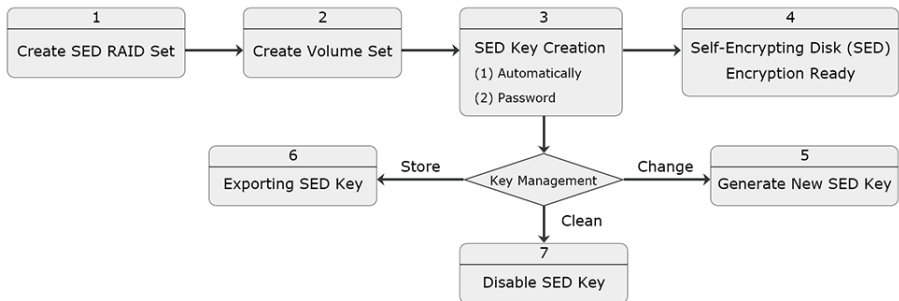 1
Create SED RAID Set
2
Create Volume Set
3
SED Key Creation
(1) Automatically
(2) Password
4
Self-Encrypting Disk (SED)
Encryption Ready
6
Exporting SED Key
Store
Key Management
Change
5
Generate New SED Key
Clean
7
Disable SED Key